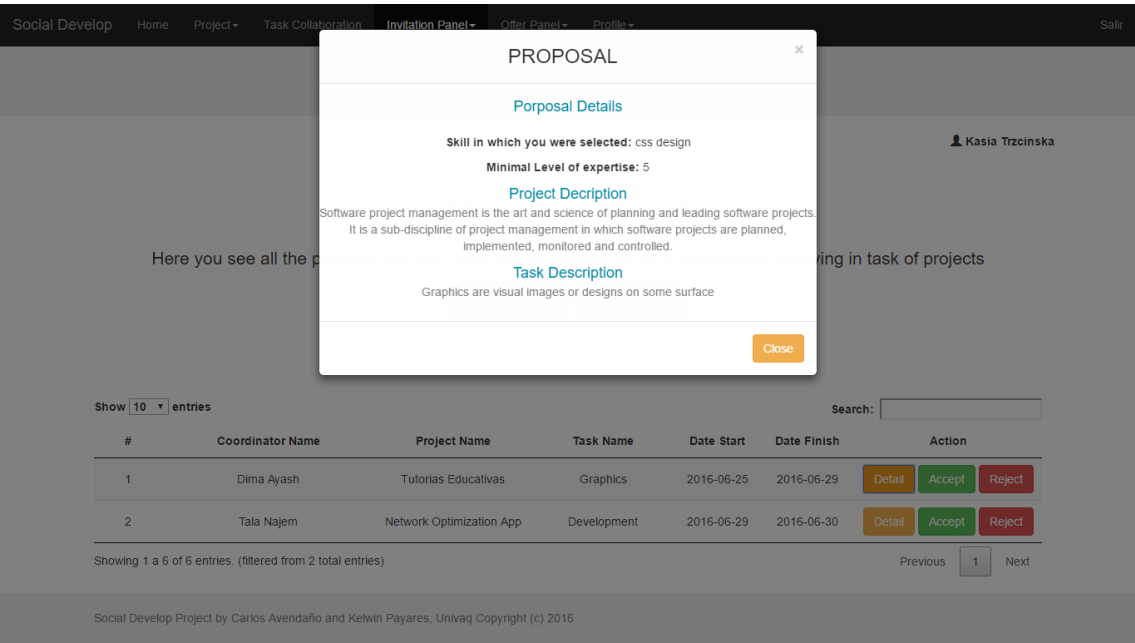 Social Develop Home Project Task Collaboration Invitation Panel Offer Panel Profile Salir
PROPOSAL ×
Porposal Details
Kasia Trzcinska
Skill in which you were selected: css design
Minimal Level of expertise: 5
Project Decription
Software project management is the art and science of planning and leading software projects.
It is a sub-discipline of project management in which software projects are planned,
implemented, monitored and controlled.
Here you see all the p ing in task of projects
Task Description
Graphics are visual images or designs on some surface
Close
Show 10 entries Search:
# Coordinator Name Project Name Task Name Date Start Date Finish Action
1 Dima Ayash Tutorias Educativas Graphics 2016-06-25 2016-06-29 Detail Accept Reject
2 Tala Najem Network Optimization App Development 2016-06-29 2016-06-30 Detail Accept Reject
Showing 1 a 6 of 6 entries. (filtered from 2 total entries) Previous 1 Next
Social Develop Project by Carlos Avendaño and Kelwin Payares, Univaq Copyright (c) 2016